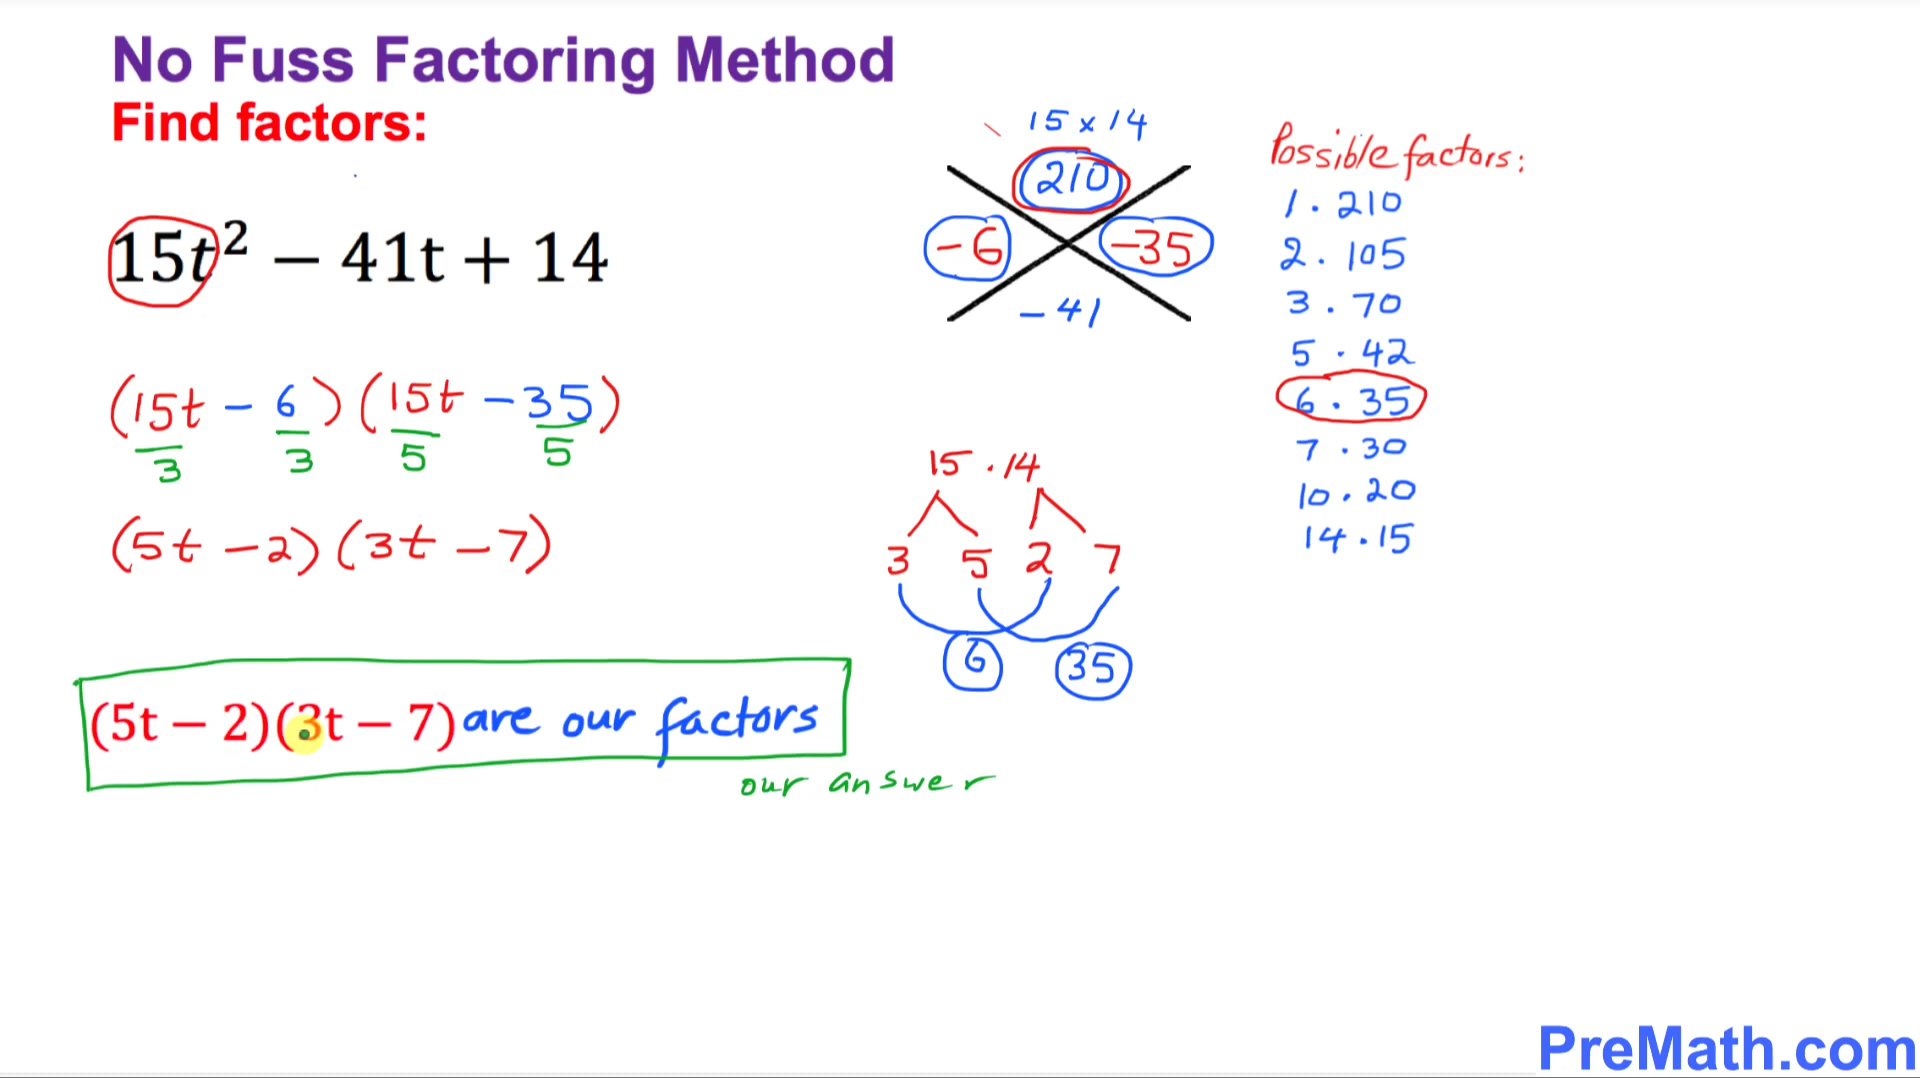 No Fuss Factoring Method
Find factors:
15t² − 41t + 14
(15t − 6)(15t − 35)
3 3 5 5
(5t − 2)(3t − 7)
(5t − 2)(3t − 7) are our factors
our answer
15 × 14
210
−6 −35
−41
15 · 14
3 5 2 7
6 35
Possible factors:
1 · 210
2 · 105
3 · 70
5 · 42
6 · 35
7 · 30
10 · 20
14 · 15
PreMath.com